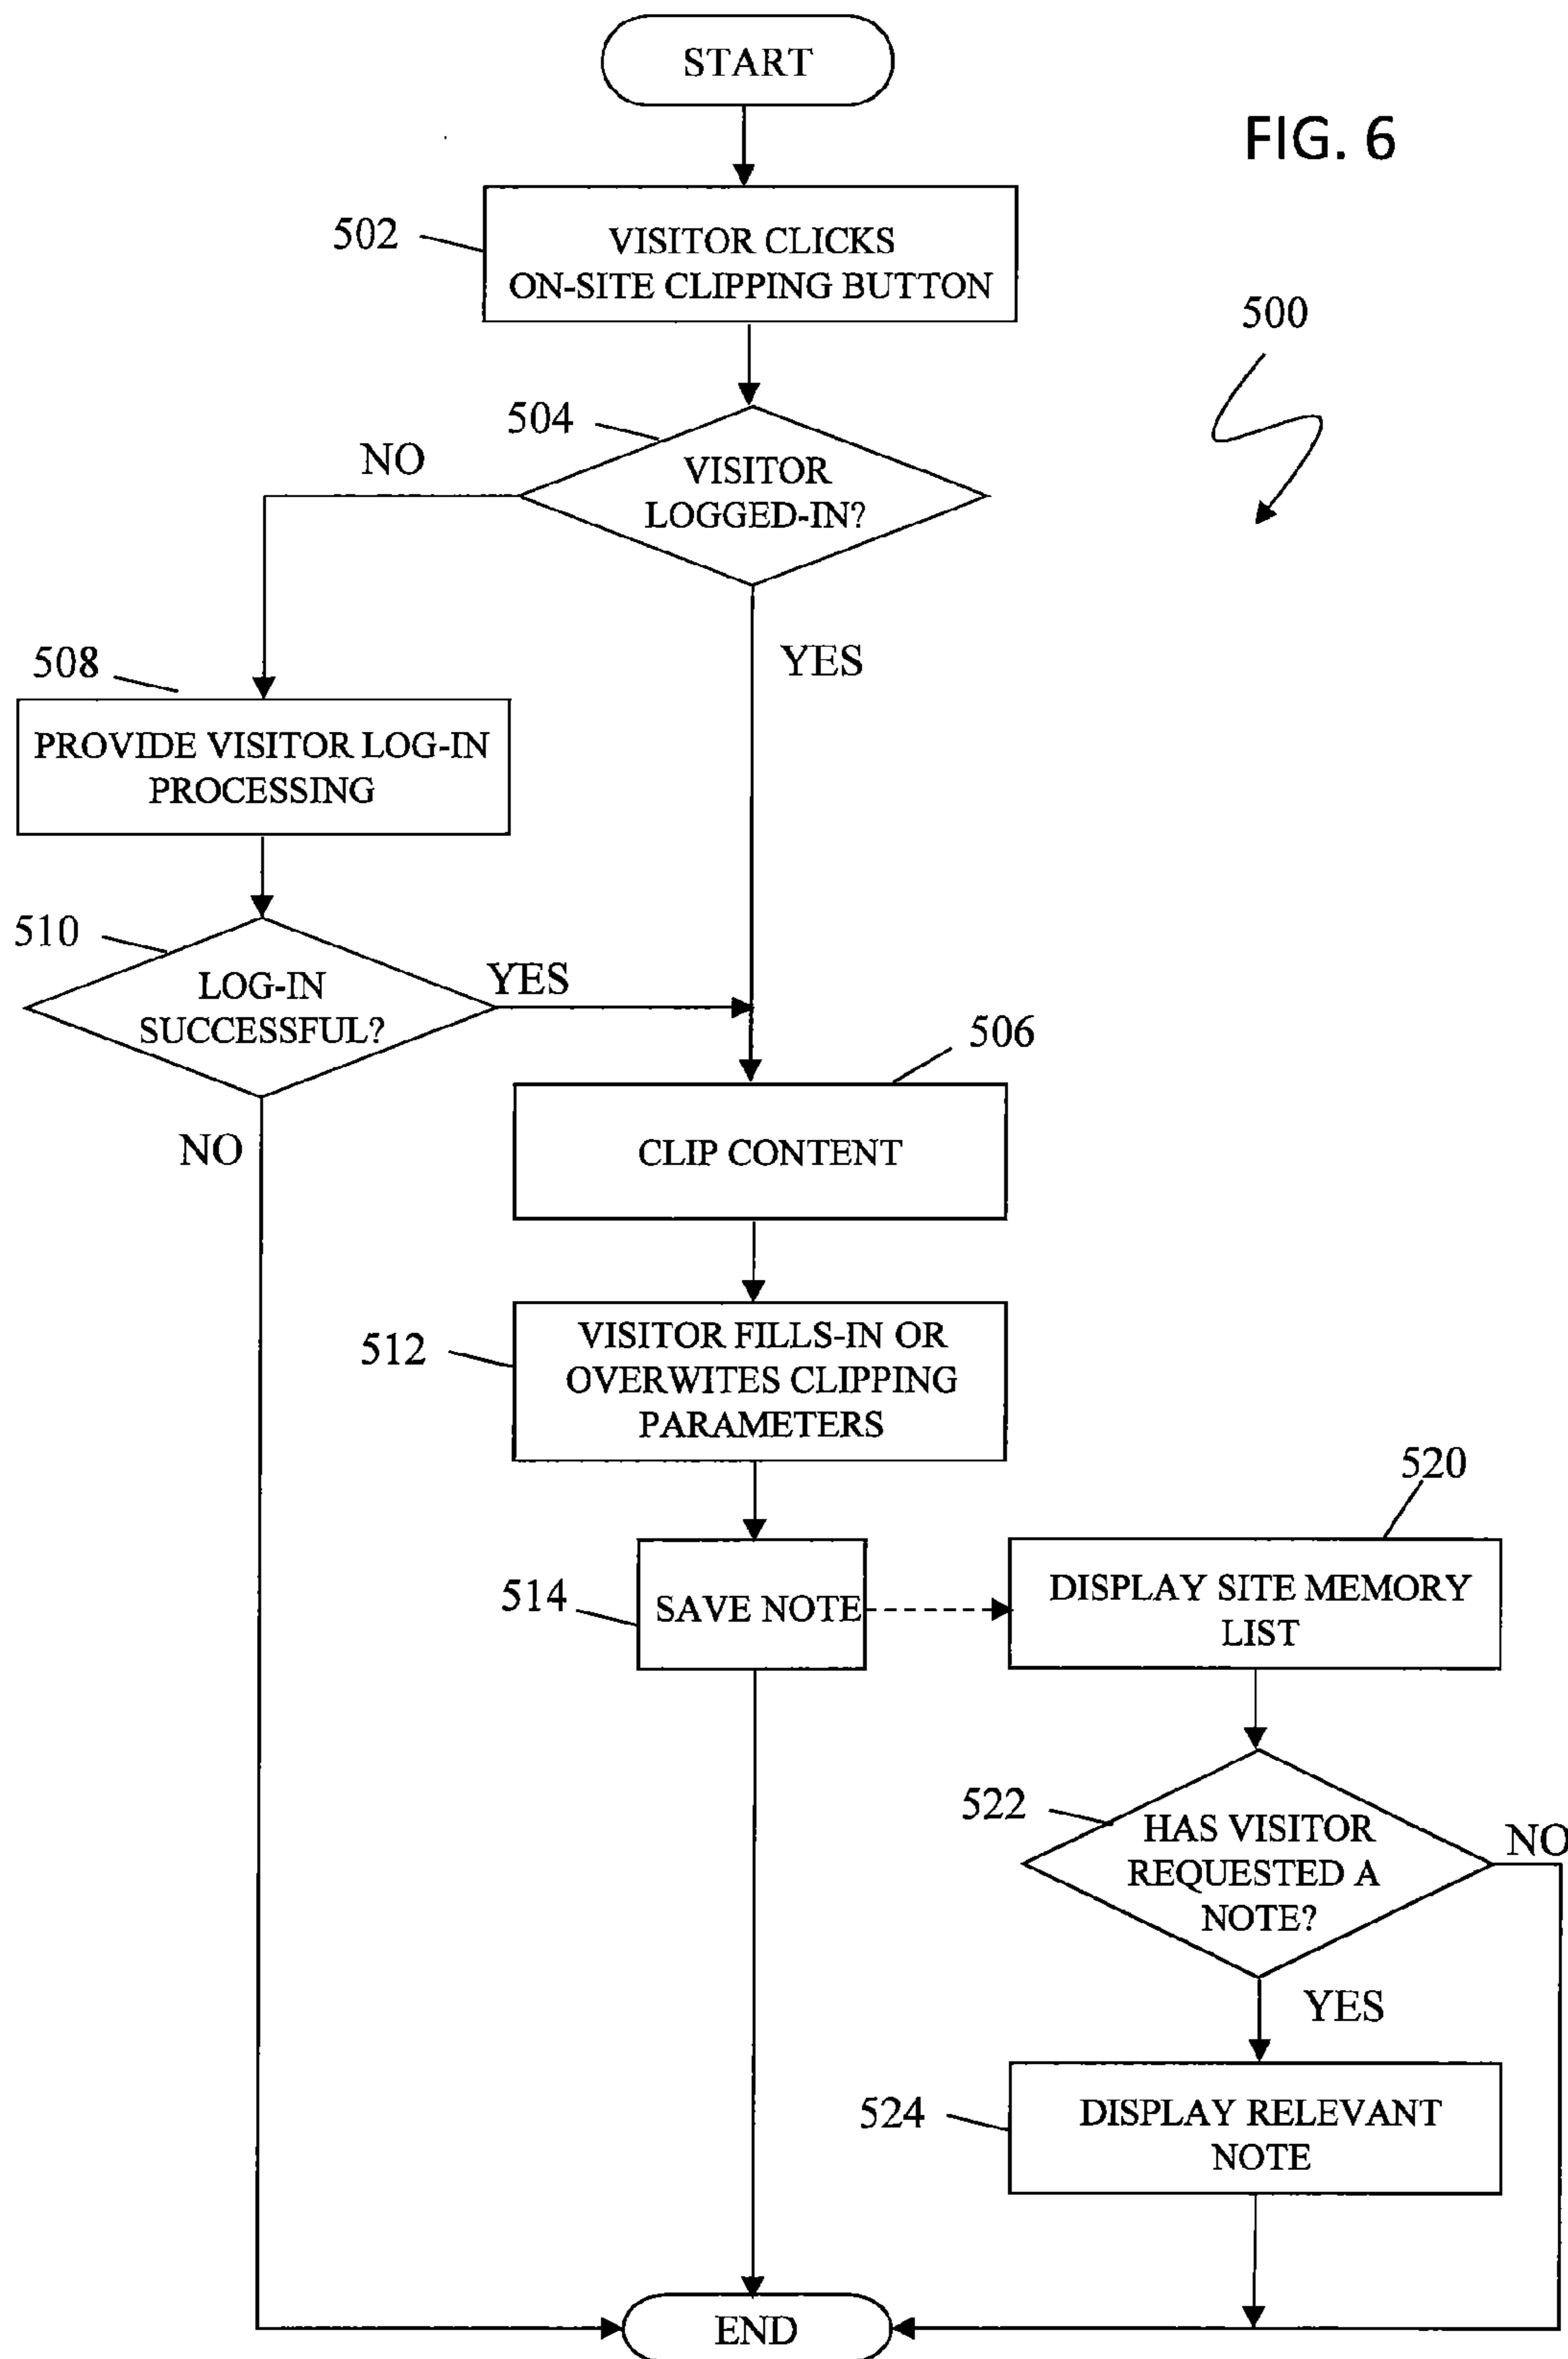 START
FIG. 6
502
VISITOR CLICKS
ON-SITE CLIPPING BUTTON
500
504
NO
VISITOR
LOGGED-IN?
YES
508
PROVIDE VISITOR LOG-IN
PROCESSING
510
LOG-IN
SUCCESSFUL?
YES
506
NO
CLIP CONTENT
512
VISITOR FILLS-IN OR
OVERWITES CLIPPING
PARAMETERS
520
514
SAVE NOTE
DISPLAY SITE MEMORY
LIST
522
HAS VISITOR
REQUESTED A
NOTE?
NO
YES
524
DISPLAY RELEVANT
NOTE
END